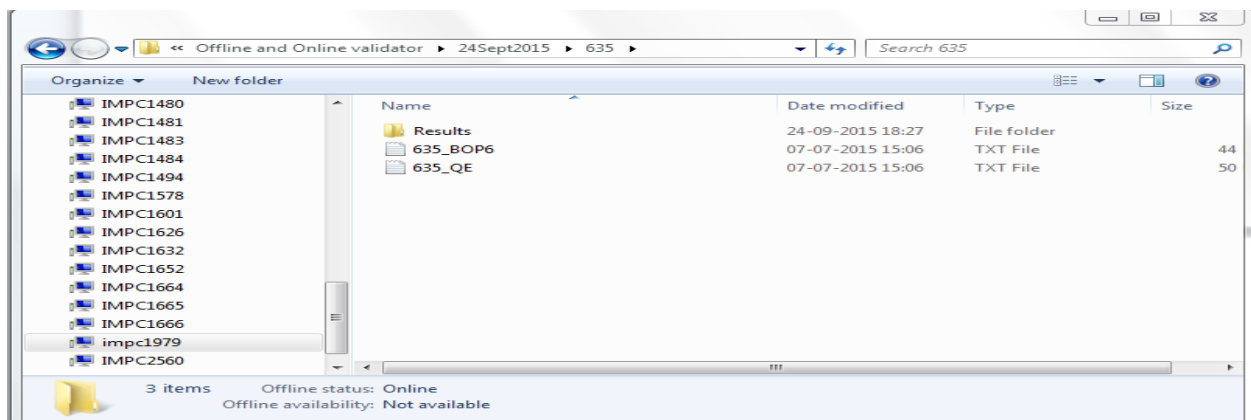 « Offline and Online validator ▸ 24Sept2015 ▸ 635 ▸ Search 635
Organize ▾ New folder
IMPC1480
IMPC1481
IMPC1483
IMPC1484
IMPC1494
IMPC1578
IMPC1601
IMPC1626
IMPC1632
IMPC1652
IMPC1664
IMPC1665
IMPC1666
impc1979
IMPC2560
Name Date modified Type Size
Results 24-09-2015 18:27 File folder
635_BOP6 07-07-2015 15:06 TXT File 44
635_QE 07-07-2015 15:06 TXT File 50
3 items Offline status: Online
Offline availability: Not available